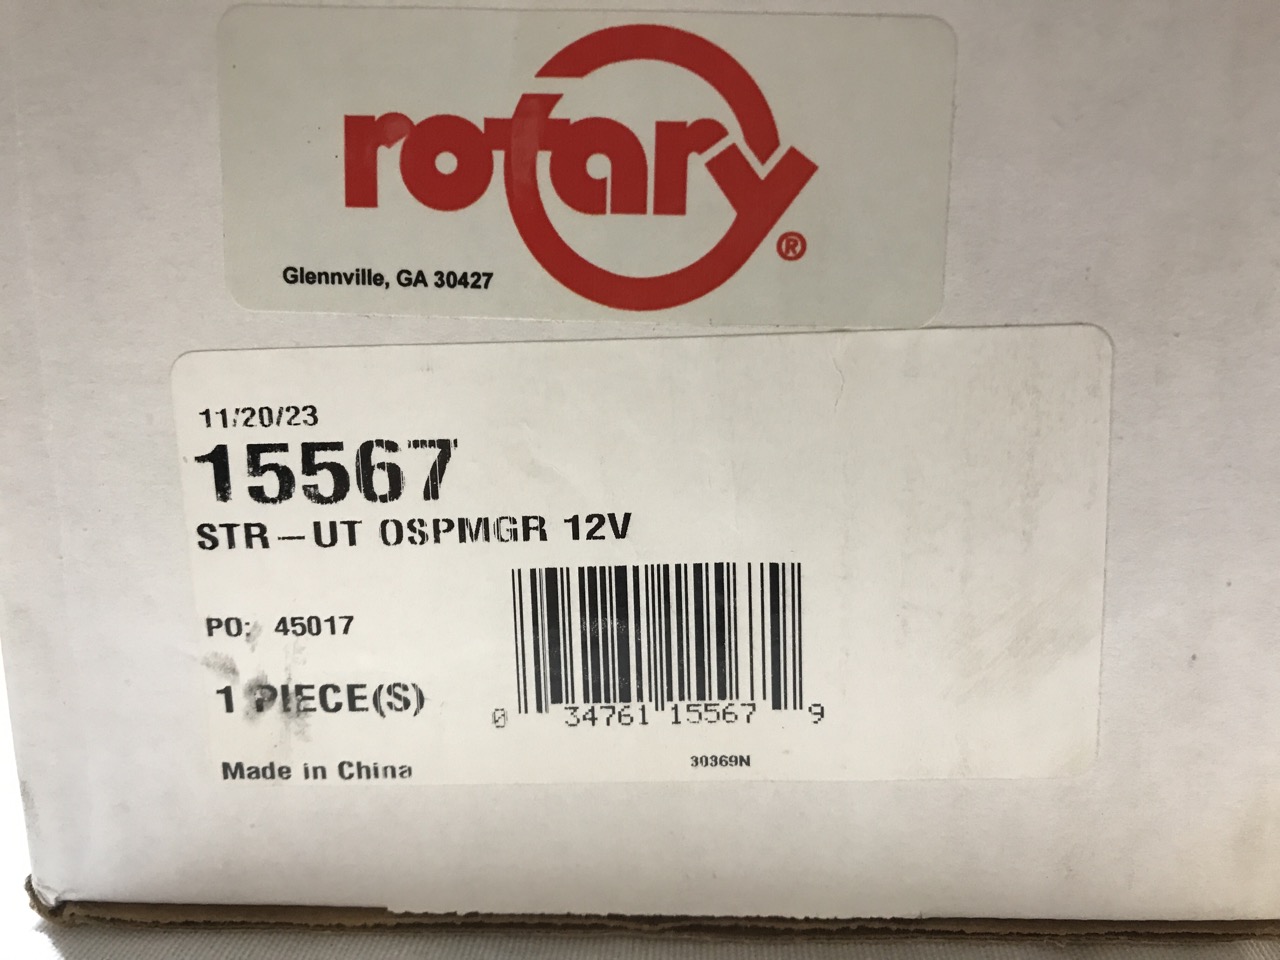 rotary®
Glennville, GA 30427
11/20/23
15567
STR-UT OSPMGR 12V
PO: 45017
1 PIECE(S)
0 34761 15567 9
Made in China
30369N